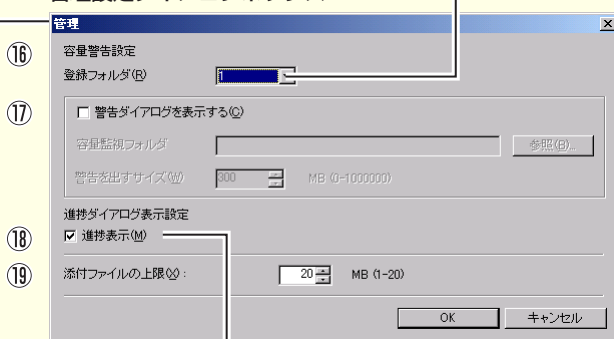 管理
⑯ 容量警告設定
登録フォルダ(R) 1
⑰ 警告ダイアログを表示する(C)
容量監視フォルダ 参照(B)...
警告を出すサイズ(W) 300 MB (0-1000000)
進捗ダイアログ表示設定
⑱ 進捗表示(M)
⑲ 添付ファイルの上限(X): 20 MB (1-20)
OK キャンセル